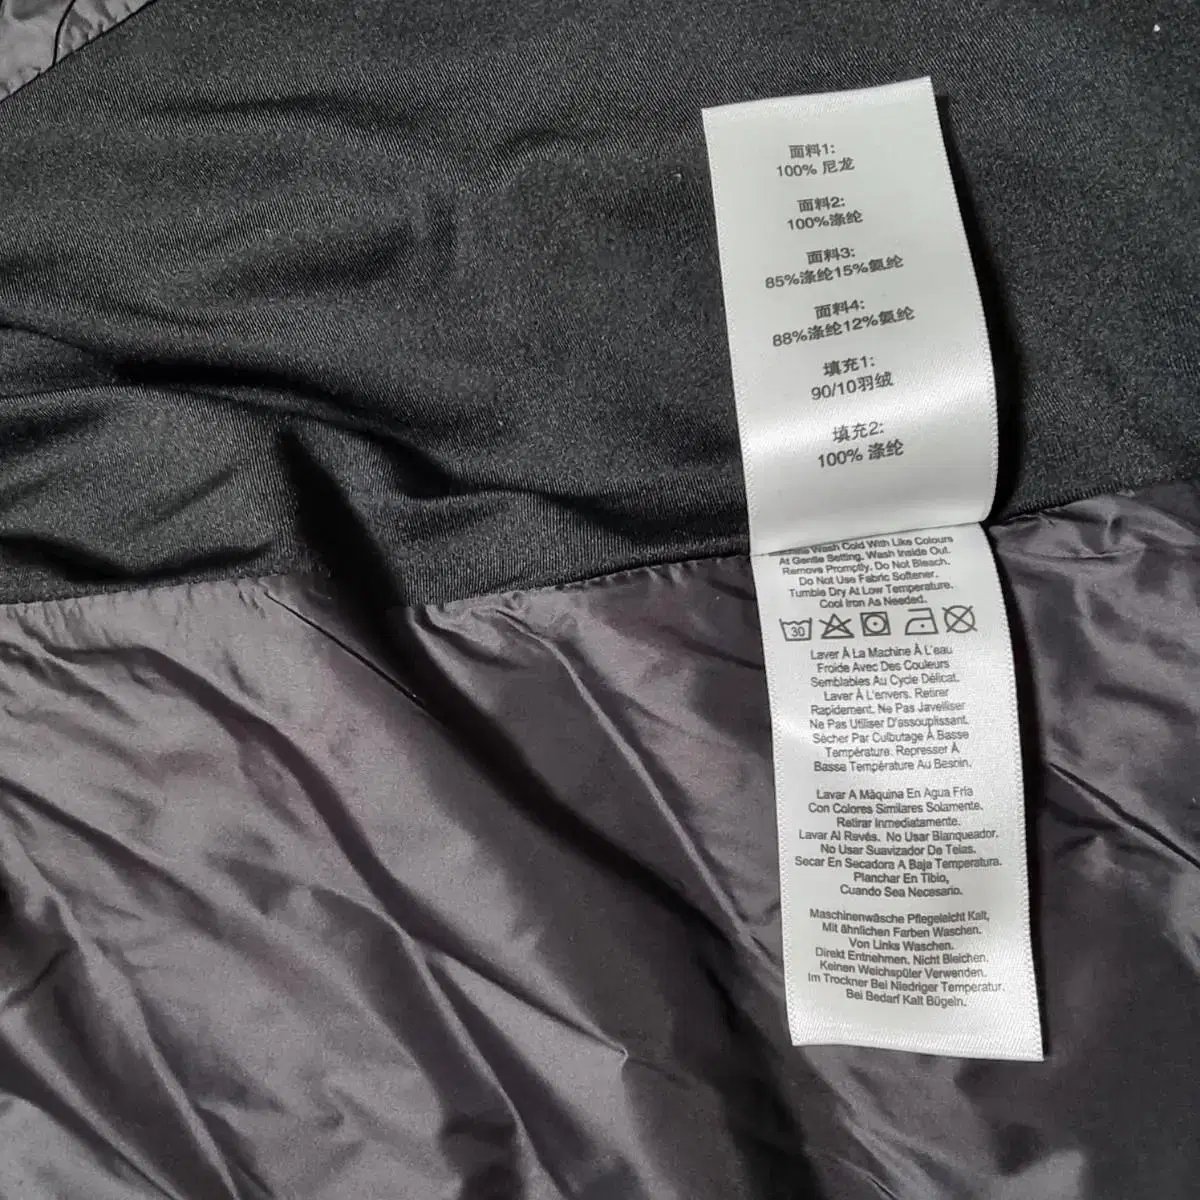 面料1:
100% 尼龙
面料2:
100%涤纶
面料3:
85%涤纶15%氨纶
面料4:
88%涤纶12%氨纶
填充1:
90/10羽绒
填充2:
100% 涤纶
Wash Cold With Like Colours
At Gentle Setting. Wash Inside Out.
Remove Promptly. Do Not Bleach.
Do Not Use Fabric Softener.
Tumble Dry At Low Temperature.
Cool Iron As Needed.
30
Laver À La Machine À L'eau
Froide Avec Des Couleurs
Semblables Au Cycle Délicat.
Laver À L'envers. Retirer
Rapidement. Ne Pas Javelliser
Ne Pas Utiliser D'assouplissant.
Sécher Par Culbutage À Basse
Température. Represser À
Basse Température Au Besoin.
Lavar A Máquina En Agua Fría
Con Colores Similares Solamente.
Retirar Inmediatamente.
Lavar Al Revés. No Usar Blanqueador.
No Usar Suavizador De Telas.
Secar En Secadora A Baja Temperatura.
Planchar En Tibio,
Cuando Sea Necesario.
Maschinenwäsche Pflegeleicht Kalt,
Mit ähnlichen Farben Waschen.
Von Links Waschen.
Direkt Entnehmen. Nicht Bleichen.
Keinen Weichspüler Verwenden.
Im Trockner Bei Niedriger Temperatur.
Bei Bedarf Kalt Bügeln.